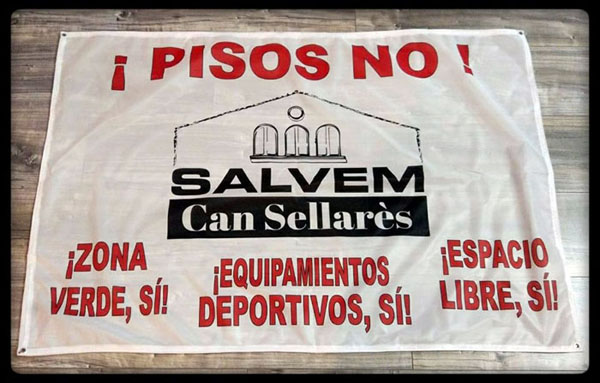 ¡ PISOS NO !
SALVEM
Can Sellarès
¡ZONA
VERDE, SÍ!
¡EQUIPAMIENTOS
DEPORTIVOS, SÍ!
¡ESPACIO
LIBRE, SÍ!